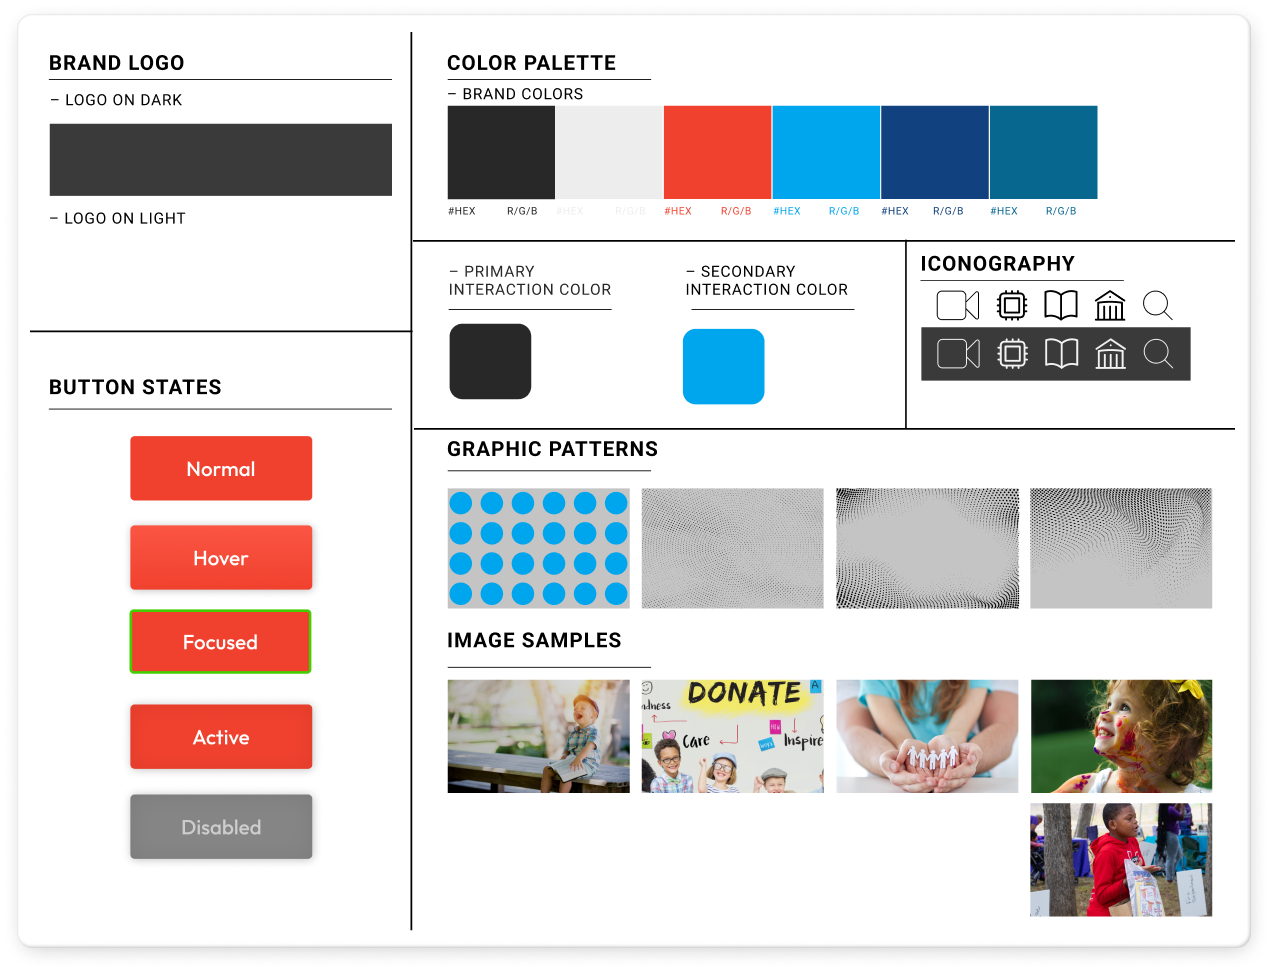 BRAND LOGO
– LOGO ON DARK
– LOGO ON LIGHT
BUTTON STATES
Normal
Hover
Focused
Active
Disabled
COLOR PALETTE
– BRAND COLORS
#HEX R/G/B #HEX R/G/B #HEX R/G/B #HEX R/G/B #HEX R/G/B #HEX R/G/B
– PRIMARY
INTERACTION COLOR
– SECONDARY
INTERACTION COLOR
ICONOGRAPHY
GRAPHIC PATTERNS
IMAGE SAMPLES
DONATE
A
ndness
Care
Inspire